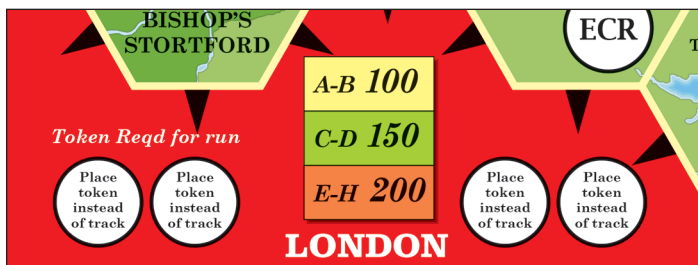 BISHOP'S
STORTFORD
ECR
T
A-B 100
C-D 150
E-H 200
Token Reqd for run
Place
token
instead
of track
Place
token
instead
of track
Place
token
instead
of track
Place
token
instead
of track
LONDON